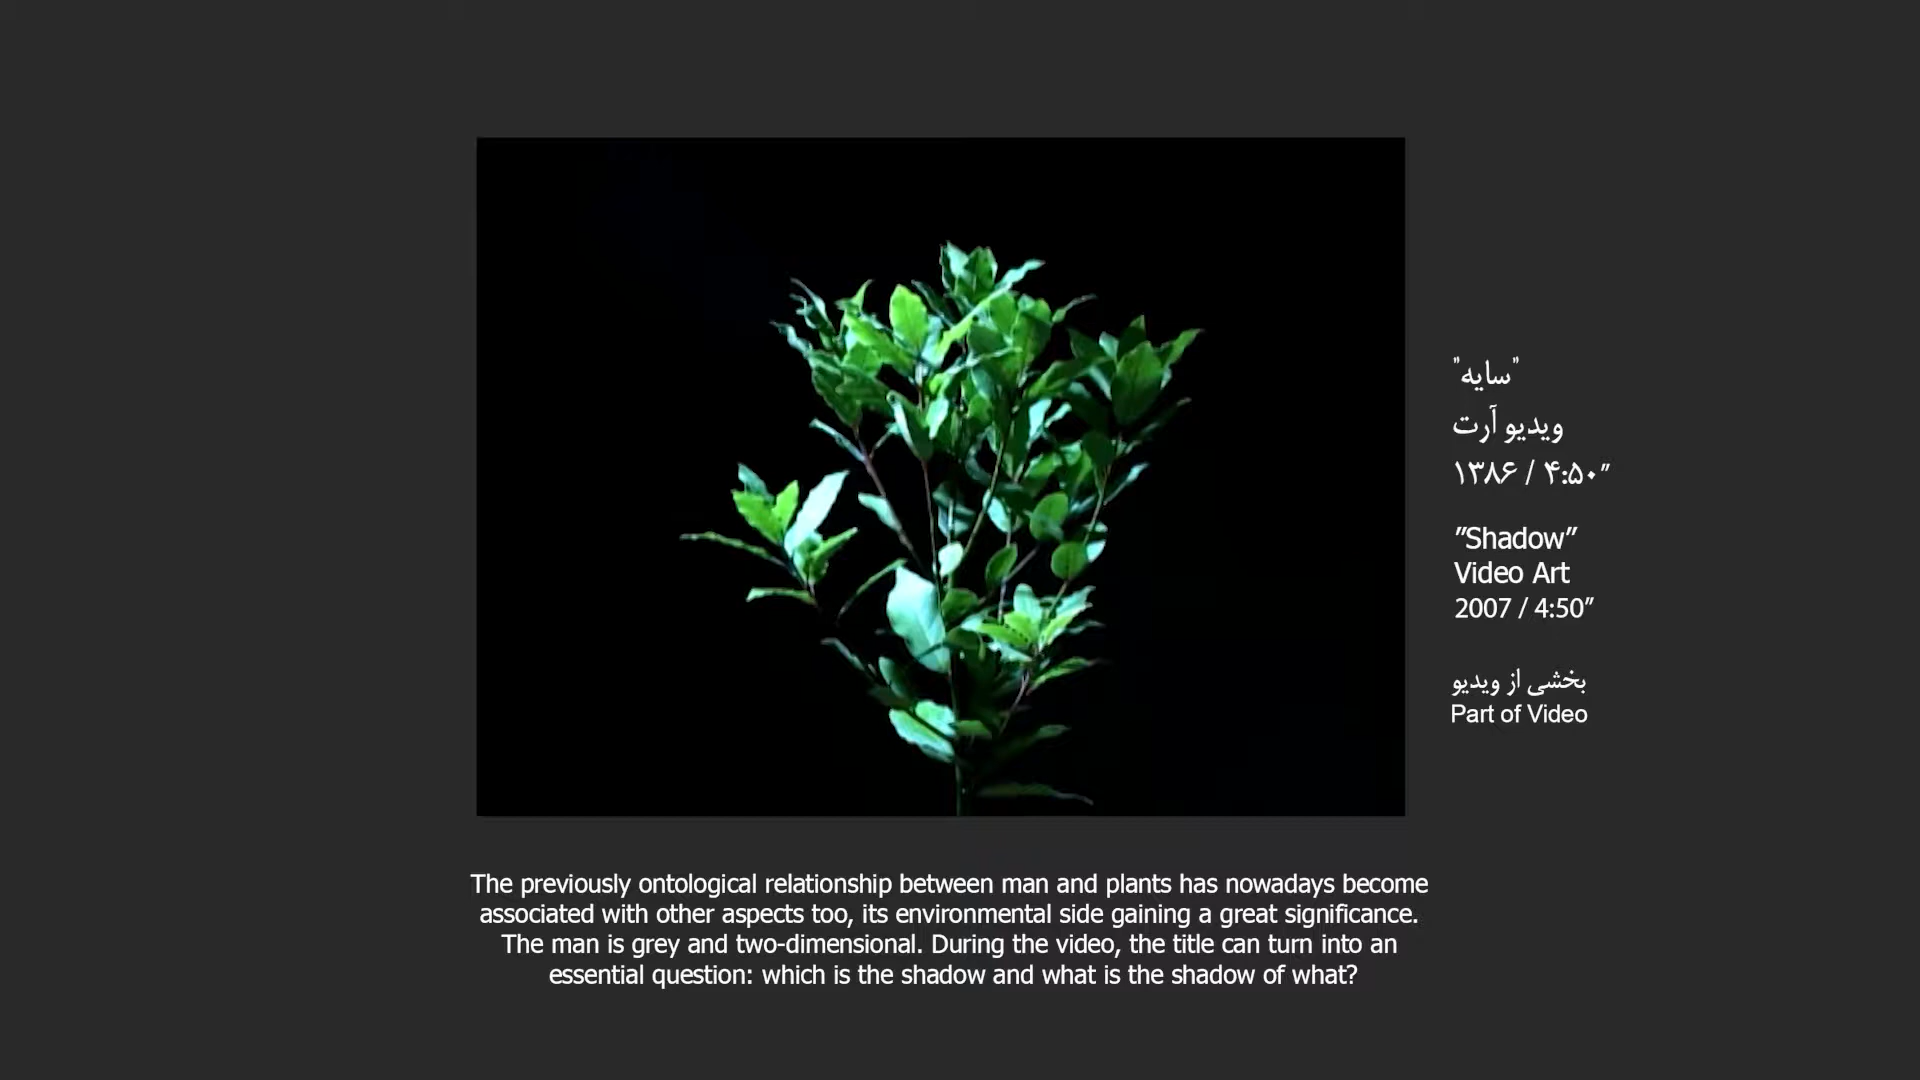 "سایه"
ویدیو آرت
۱۳۸۶ / ۴:۵۰″
"Shadow"
Video Art
2007 / 4:50"
بخشی از ویدیو
Part of Video
The previously ontological relationship between man and plants has nowadays become
associated with other aspects too, its environmental side gaining a great significance.
The man is grey and two-dimensional. During the video, the title can turn into an
essential question: which is the shadow and what is the shadow of what?